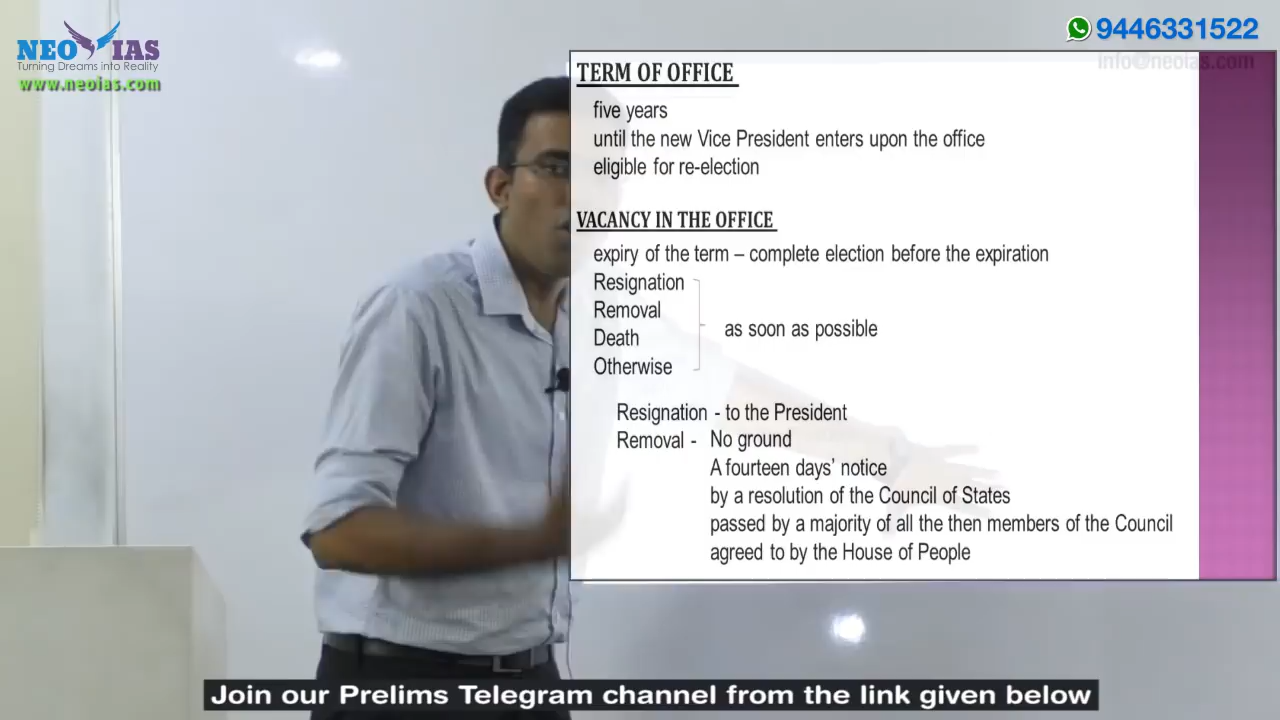 NEO IAS
Turning Dreams into Reality
www.neoias.com
9446331522
info@neoias.com
TERM OF OFFICE
five years
until the new Vice President enters upon the office
eligible for re-election
VACANCY IN THE OFFICE
expiry of the term – complete election before the expiration
Resignation
Removal
Death
Otherwise
as soon as possible
Resignation - to the President
Removal - No ground
A fourteen days' notice
by a resolution of the Council of States
passed by a majority of all the then members of the Council
agreed to by the House of People
Join our Prelims Telegram channel from the link given below